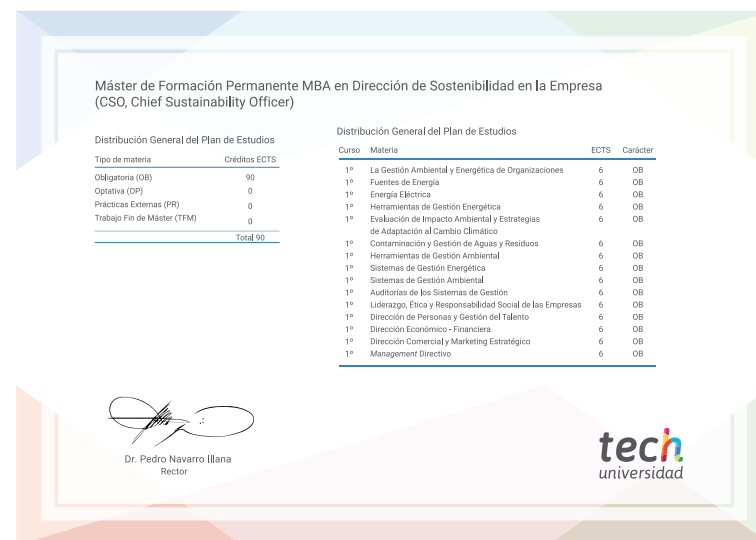 Máster de Formación Permanente MBA en Dirección de Sostenibilidad en la Empresa
(CSO, Chief Sustainability Officer)
Distribución General del Plan de Estudios
Tipo de materia Créditos ECTS
Obligatoria (OB) 90
Optativa (OP) 0
Prácticas Externas (PR) 0
Trabajo Fin de Máster (TFM) 0
Total 90
Distribución General del Plan de Estudios
Curso Materia ECTS Carácter
1º La Gestión Ambiental y Energética de Organizaciones 6 OB
1º Fuentes de Energía 6 OB
1º Energía Eléctrica 6 OB
1º Herramientas de Gestión Energética 6 OB
1º Evaluación de Impacto Ambiental y Estrategias 6 OB
de Adaptación al Cambio Climático
1º Contaminación y Gestión de Aguas y Residuos 6 OB
1º Herramientas de Gestión Ambiental 6 OB
1º Sistemas de Gestión Energética 6 OB
1º Sistemas de Gestión Ambiental 6 OB
1º Auditorías de los Sistemas de Gestión 6 OB
1º Liderazgo, Ética y Responsabilidad Social de las Empresas 6 OB
1º Dirección de Personas y Gestión del Talento 6 OB
1º Dirección Económico - Financiera 6 OB
1º Dirección Comercial y Marketing Estratégico 6 OB
1º Management Directivo 6 OB
Dr. Pedro Navarro Illana
Rector
tech
universidad